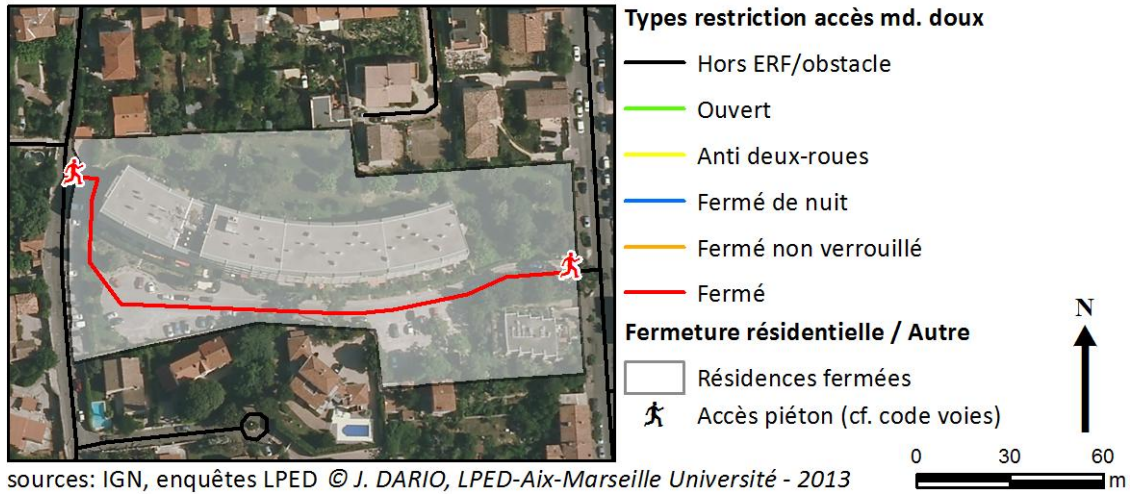 Types restriction accès md. doux
Hors ERF/obstacle
Ouvert
Anti deux-roues
Fermé de nuit
Fermé non verrouillé
Fermé
Fermeture résidentielle / Autre
Résidences fermées
Accès piéton (cf. code voies)
N
0 30 60
m
sources: IGN, enquêtes LPED © J. DARIO, LPED-Aix-Marseille Université - 2013